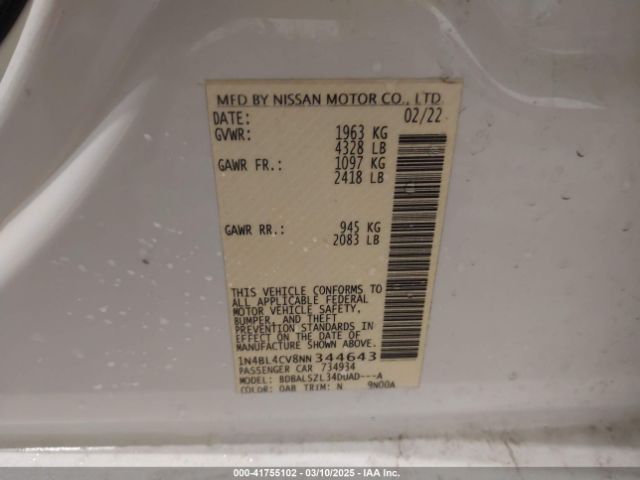 MFD BY NISSAN MOTOR CO., LTD
DATE: 02/22
GVWR: 1963 KG
4328 LB
GAWR FR.: 1097 KG
2418 LB
GAWR RR.: 945 KG
2083 LB
THIS VEHICLE CONFORMS TO
ALL APPLICABLE FEDERAL
MOTOR VEHICLE SAFETY,
BUMPER, AND THEFT
PREVENTION STANDARDS IN
EFFECT ON THE DATE OF
MANUFACTURE SHOWN ABOVE.
1N4BL4CV8NN344643
PASSENGER CAR 734934
MODEL: BDBALSZL34DUAD---A
COLOR: QAB TRIM: N 9N00A
000-41755102 — 03/10/2025 — IAA Inc.